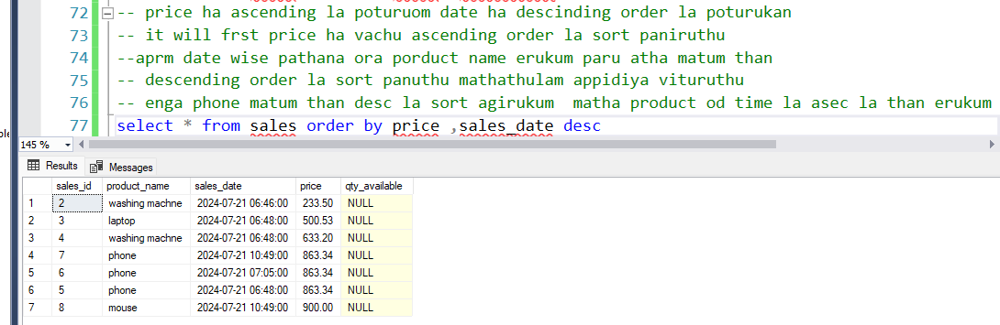 72 -- price ha ascending la poturuom date ha descinding order la poturukan
73 -- it will frst price ha vachu ascending order la sort paniruthu
74 --aprm date wise pathana ora porduct name erukum paru atha matum than
75 -- descending order la sort panuthu mathathulam appidiya vituruthu
76 -- enga phone matum than desc la sort agirukum matha product od time la asec la than erukum
77 select * from sales order by price ,sales_date desc
145 %
Results Messages
sales_id product_name sales_date price qty_available
1 2 washing machne 2024-07-21 06:46:00 233.50 NULL
2 3 laptop 2024-07-21 06:48:00 500.53 NULL
3 4 washing machne 2024-07-21 06:48:00 633.20 NULL
4 7 phone 2024-07-21 10:49:00 863.34 NULL
5 6 phone 2024-07-21 07:05:00 863.34 NULL
6 5 phone 2024-07-21 06:48:00 863.34 NULL
7 8 mouse 2024-07-21 10:49:00 900.00 NULL